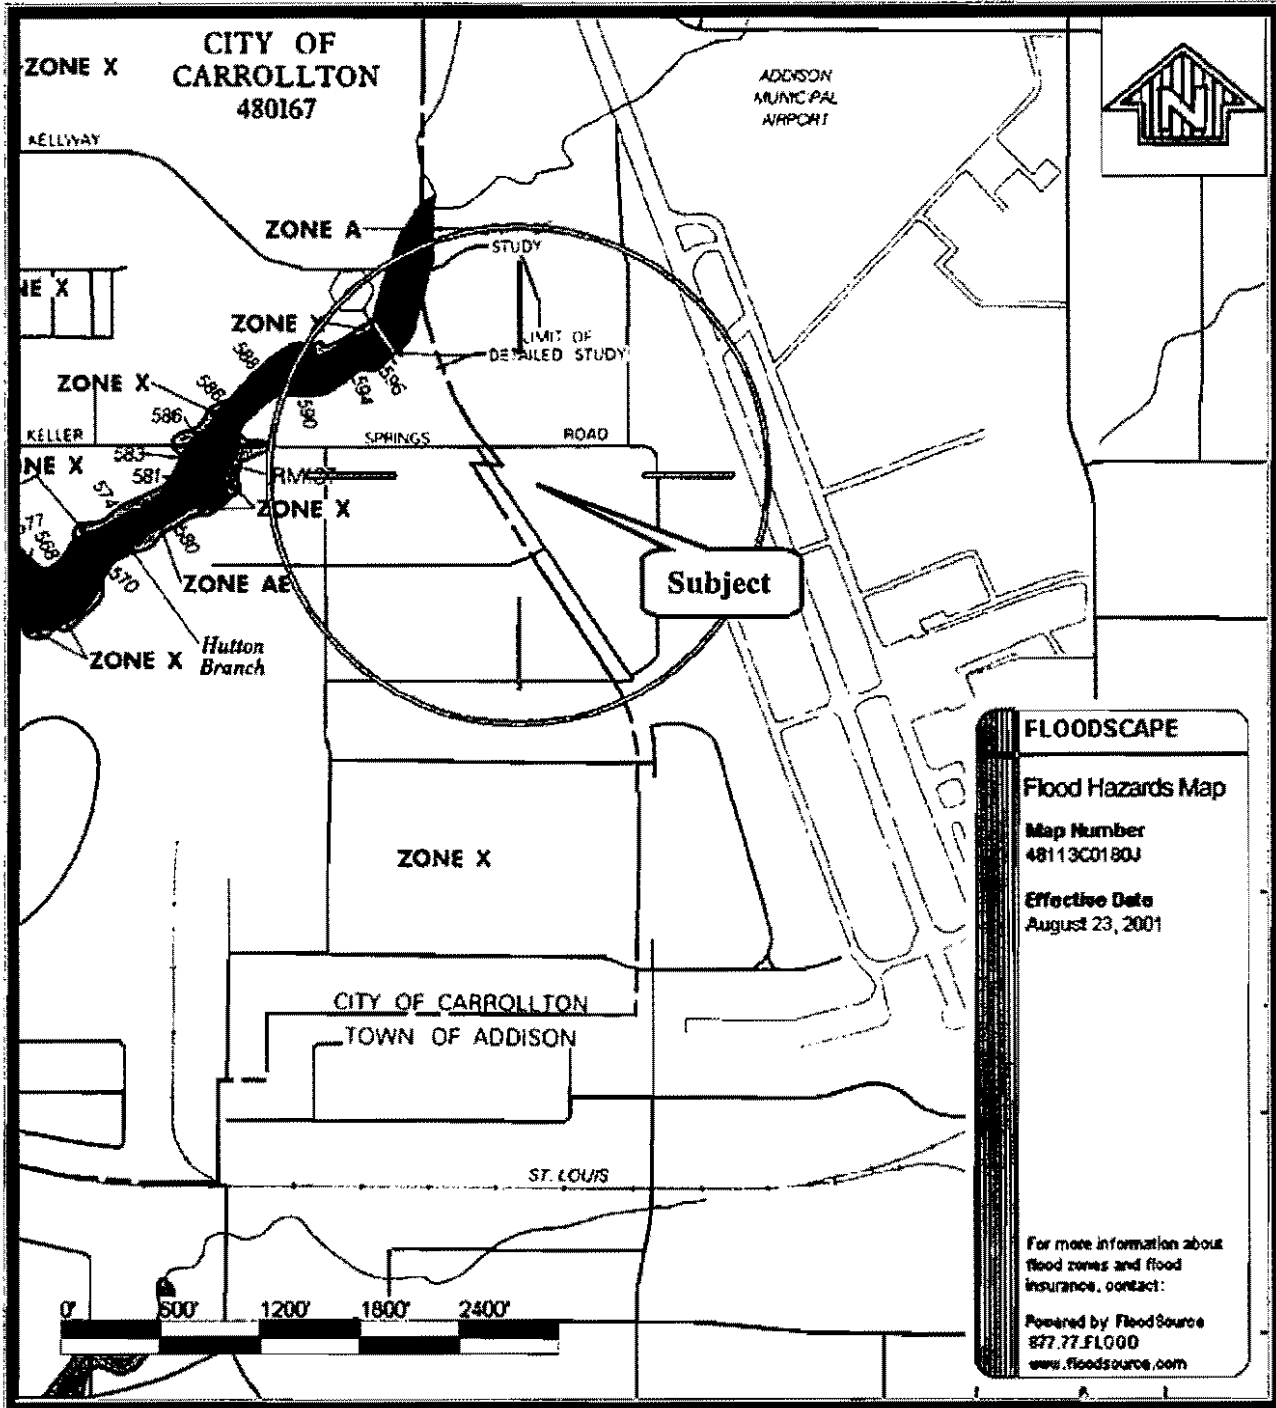 CITY OF
CARROLLTON
480167
ZONE X
ADDISON
MUNICIPAL
AIRPORT
N
KELLWAY
ZONE A
STUDY
NE X
ZONE X
LIMIT OF
DETAILED STUDY
588
ZONE X
586
596
594
590
586
KELLER
SPRINGS
ROAD
583
NE X
581
574
ZONE X
577
568
580
570
ZONE AE
Subject
Hutton
Branch
ZONE X
FLOODSCAPE
Flood Hazards Map
Map Number
48113C0180J
Effective Date
August 23, 2001
ZONE X
CITY OF CARROLLTON
TOWN OF ADDISON
ST. LOUIS
For more information about
flood zones and flood
insurance, contact:
Powered by FloodSource
877.77.FLOOD
www.floodsource.com
0' 600' 1200' 1800' 2400'